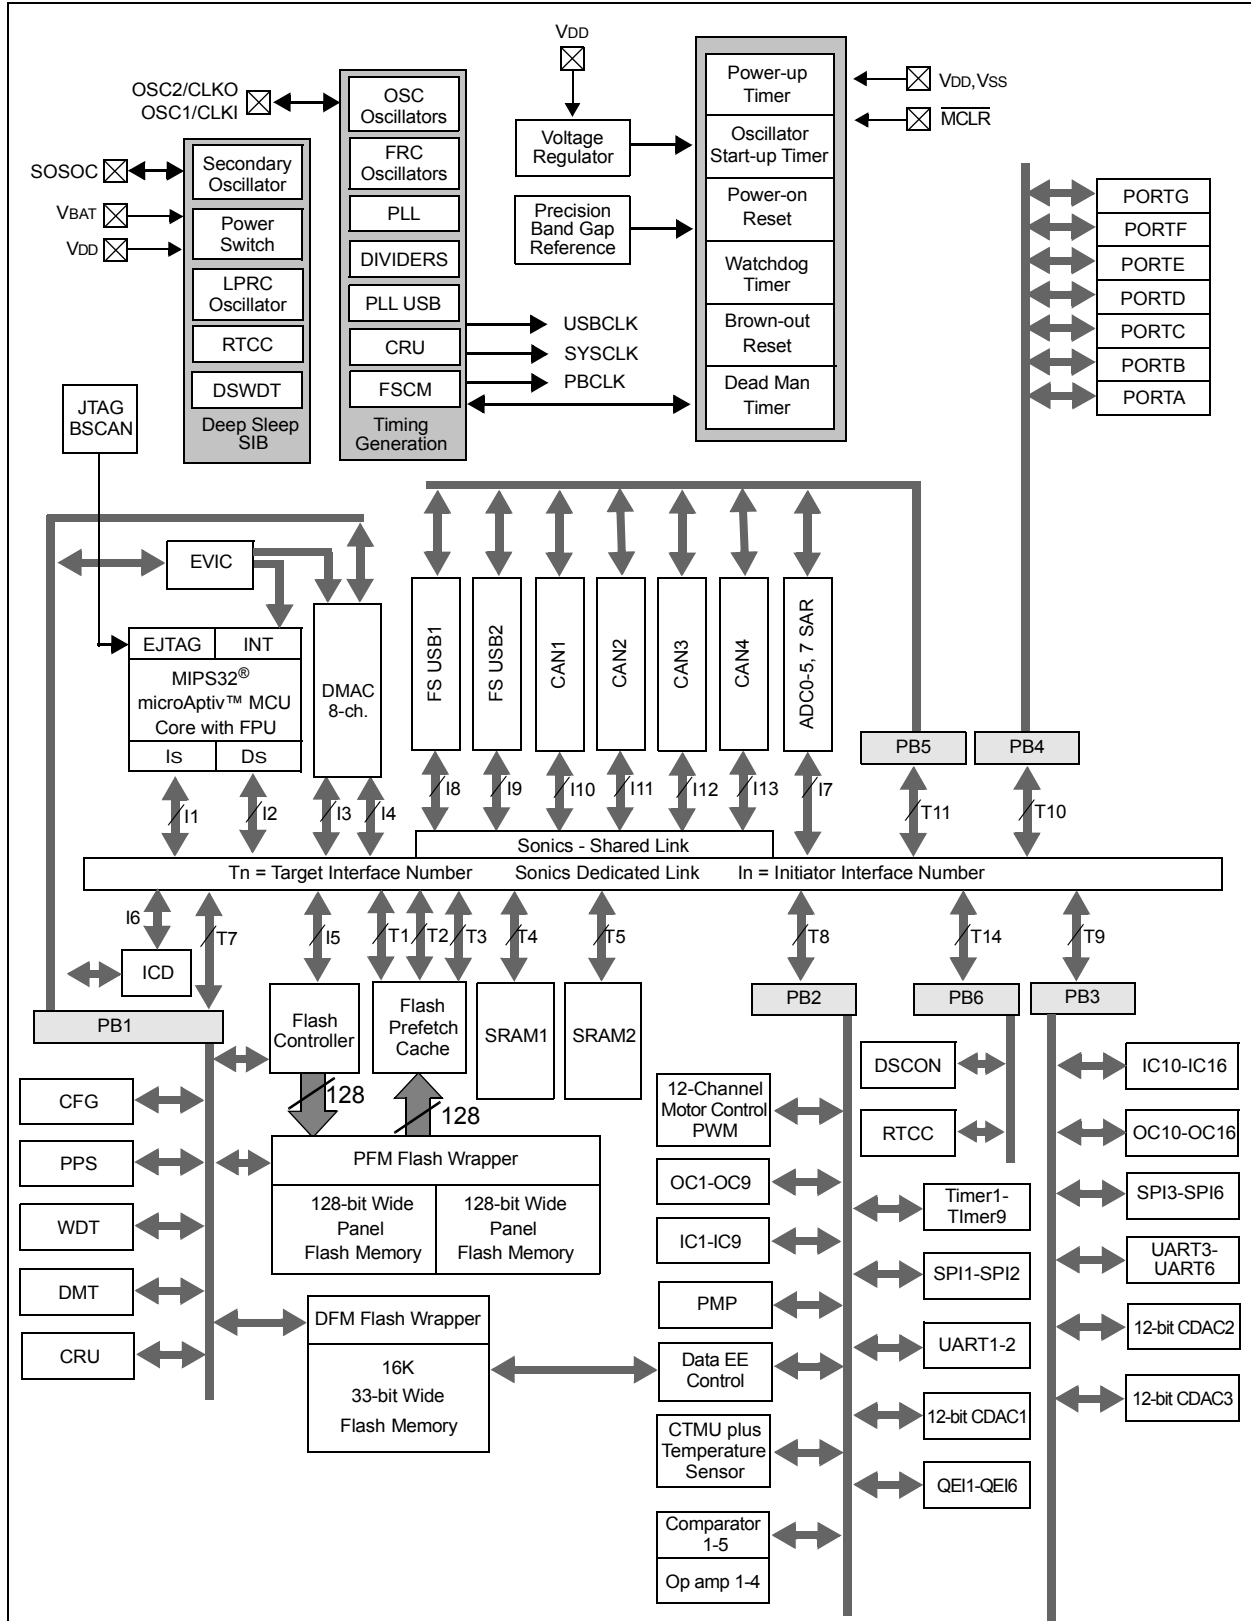 VDD
OSC2/CLKO
OSC1/CLKI
OSC
Oscillators
FRC
Oscillators
PLL
DIVIDERS
PLL USB
CRU
FSCM
Timing
Generation
SOSOC
VBAT
VDD
Secondary
Oscillator
Power
Switch
LPRC
Oscillator
RTCC
DSWDT
Deep Sleep
SIB
Voltage
Regulator
Precision
Band Gap
Reference
USBCLK
SYSCLK
PBCLK
Power-up
Timer
Oscillator
Start-up Timer
Power-on
Reset
Watchdog
Timer
Brown-out
Reset
Dead Man
Timer
VDD, VSS
MCLR
PORTG
PORTF
PORTE
PORTD
PORTC
PORTB
PORTA
JTAG
BSCAN
EVIC
EJTAG
INT
MIPS32®
microAptiv™ MCU
Core with FPU
IS
DS
DMAC
8-ch.
FS USB1
FS USB2
CAN1
CAN2
CAN3
CAN4
ADC0-5, 7 SAR
PB5
PB4
I1
I2
I3
I4
I8
I9
I10
I11
I12
I13
I7
T11
T10
Sonics - Shared Link
Tn = Target Interface Number
Sonics Dedicated Link
In = Initiator Interface Number
I6
T7
I5
T1
T2
T3
T4
T5
T8
T14
T9
ICD
PB1
Flash
Controller
Flash
Prefetch
Cache
SRAM1
SRAM2
PB2
PB6
PB3
128
128
CFG
PPS
WDT
DMT
CRU
PFM Flash Wrapper
128-bit Wide
Panel
Flash Memory
128-bit Wide
Panel
Flash Memory
DFM Flash Wrapper
16K
33-bit Wide
Flash Memory
12-Channel
Motor Control
PWM
OC1-OC9
IC1-IC9
PMP
Data EE
Control
CTMU plus
Temperature
Sensor
Comparator
1-5
Op amp 1-4
DSCON
RTCC
Timer1-
TImer9
SPI1-SPI2
UART1-2
12-bit CDAC1
QEI1-QEI6
IC10-IC16
OC10-OC16
SPI3-SPI6
UART3-
UART6
12-bit CDAC2
12-bit CDAC3